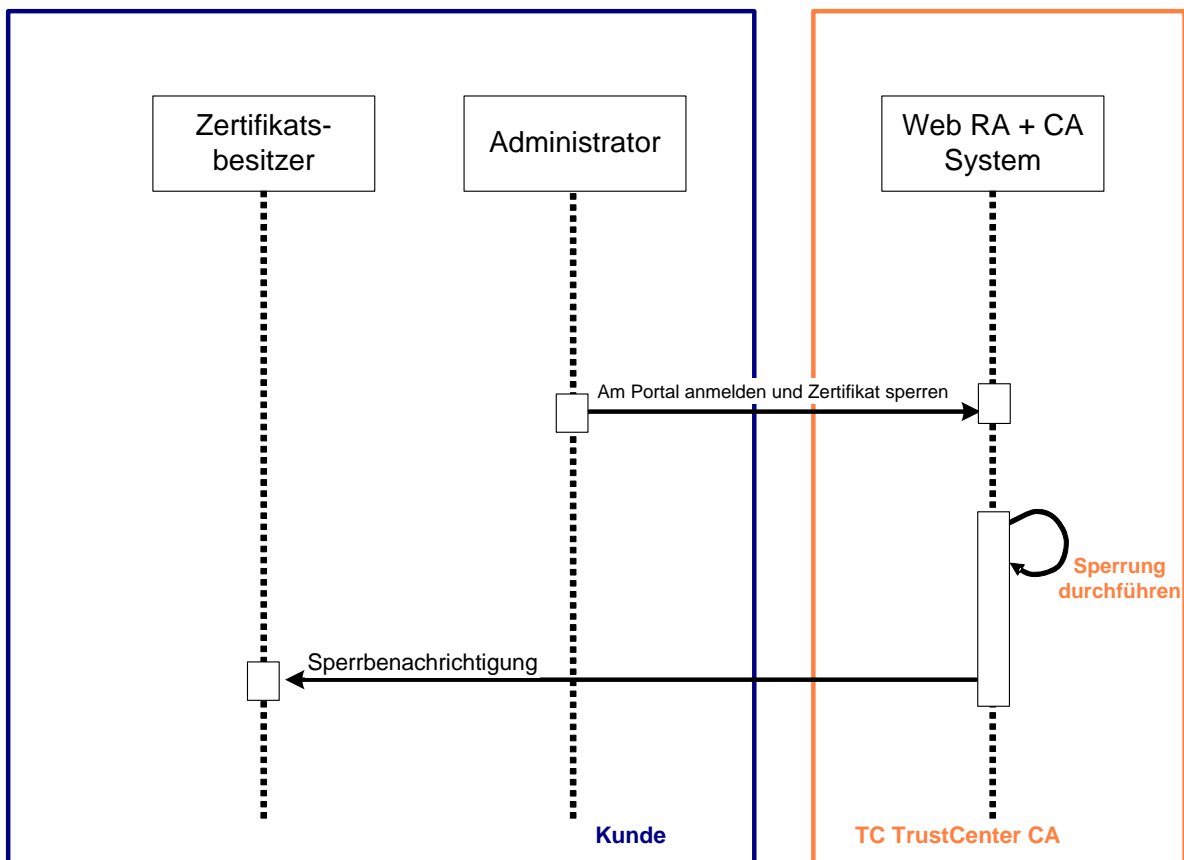 Zertifikats-
besitzer
Administrator
Web RA + CA
System
Am Portal anmelden und Zertifikat sperren
Sperrung
durchführen
Sperrbenachrichtigung
Kunde
TC TrustCenter CA